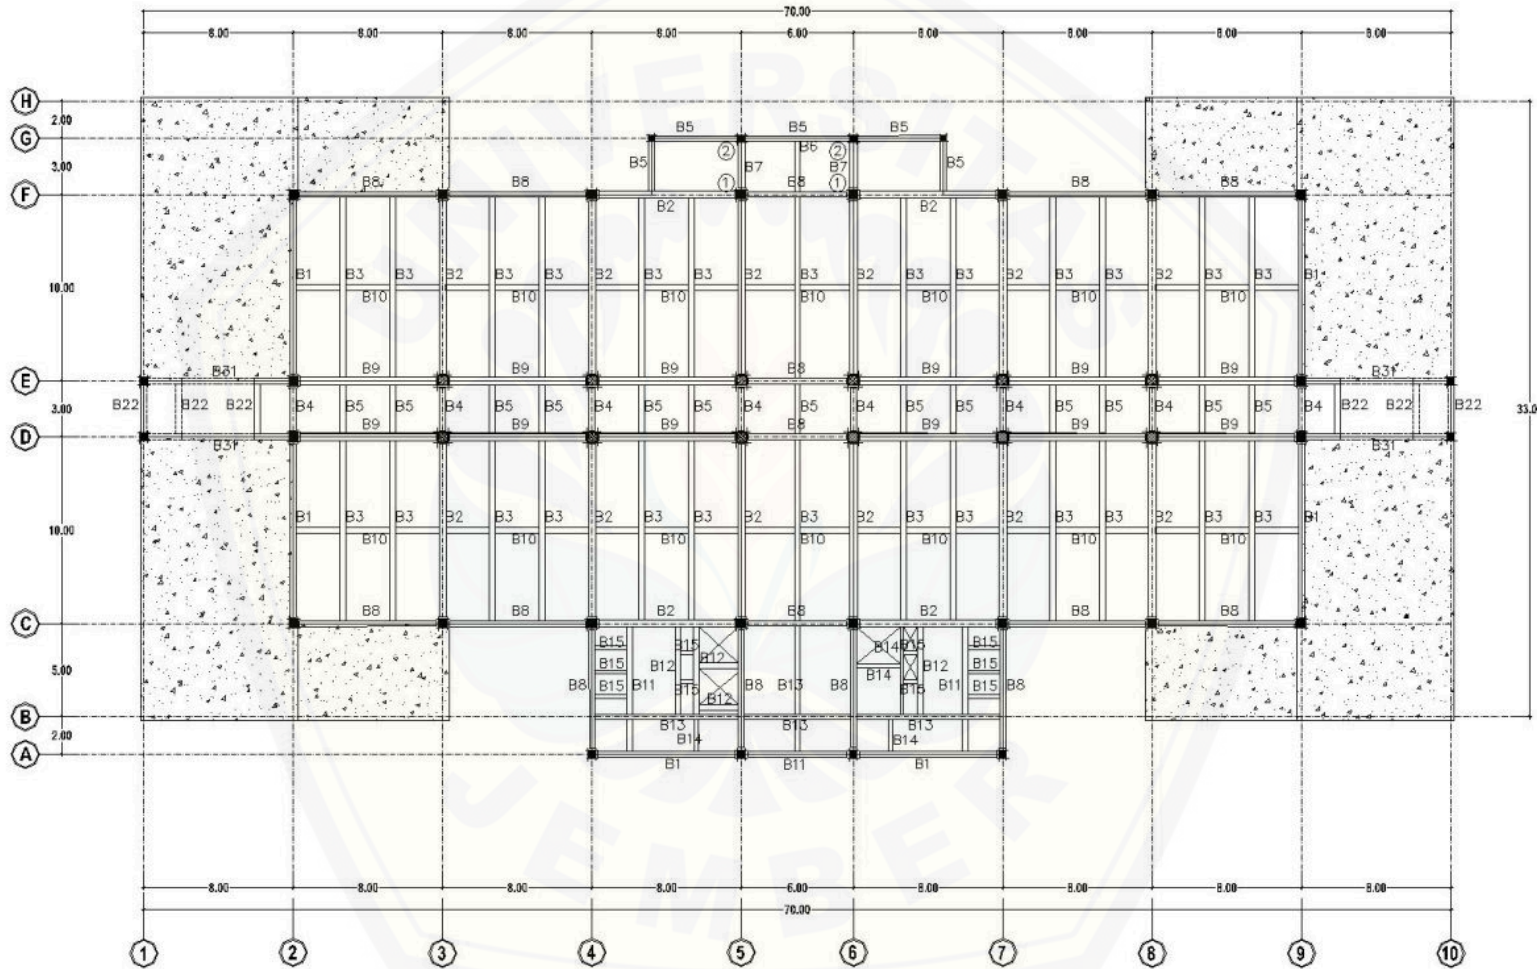 70.00
8.00 8.00 8.00 8.00 6.00 8.00 8.00 8.00 8.00
H
2.00
G B5 B5 B5
B6
2 2
3.00 B5 B7 B7 B5
1 1
B8 B8 B8 B8 B8
F
B2 B2
B1 B3 B3 B2 B3 B3 B2 B3 B3 B2 B3 B2 B3 B3 B2 B3 B3 B2 B3 B3 B1
10.00 B10 B10 B10 B10 B10 B10 B10
B31 B9 B9 B9 B8 B9 B9 B9 B31
E
3.00 B22 B22 B22 B4 B5 B5 B4 B5 B5 B4 B5 B5 B4 B5 B4 B5 B5 B4 B5 B5 B4 B5 B5 B4 B22 B22 B22
B9 B9 B9 B8 B9 B9 B9
D
B31 B31
33.0
B1 B3 B3 B2 B3 B3 B2 B3 B3 B2 B3 B2 B3 B3 B2 B3 B3 B2 B3 B3 B1
10.00 B10 B10 B10 B10 B10 B10 B10
B8 B8 B2 B8 B2 B8 B8
C
B15 B15 B14 B15 B15
B12 B12
B15 B12 B14 B12 B15
5.00 B8 B15 B11 B15 B12 B8 B13 B8 B15 B11 B15 B8
B
B13 B13 B13
2.00 B14 B14
A
B1 B11 B1
8.00 8.00 8.00 8.00 6.00 8.00 8.00 8.00 8.00
70.00
1 2 3 4 5 6 7 8 9 10
UNIVERSITAS
JEMBER